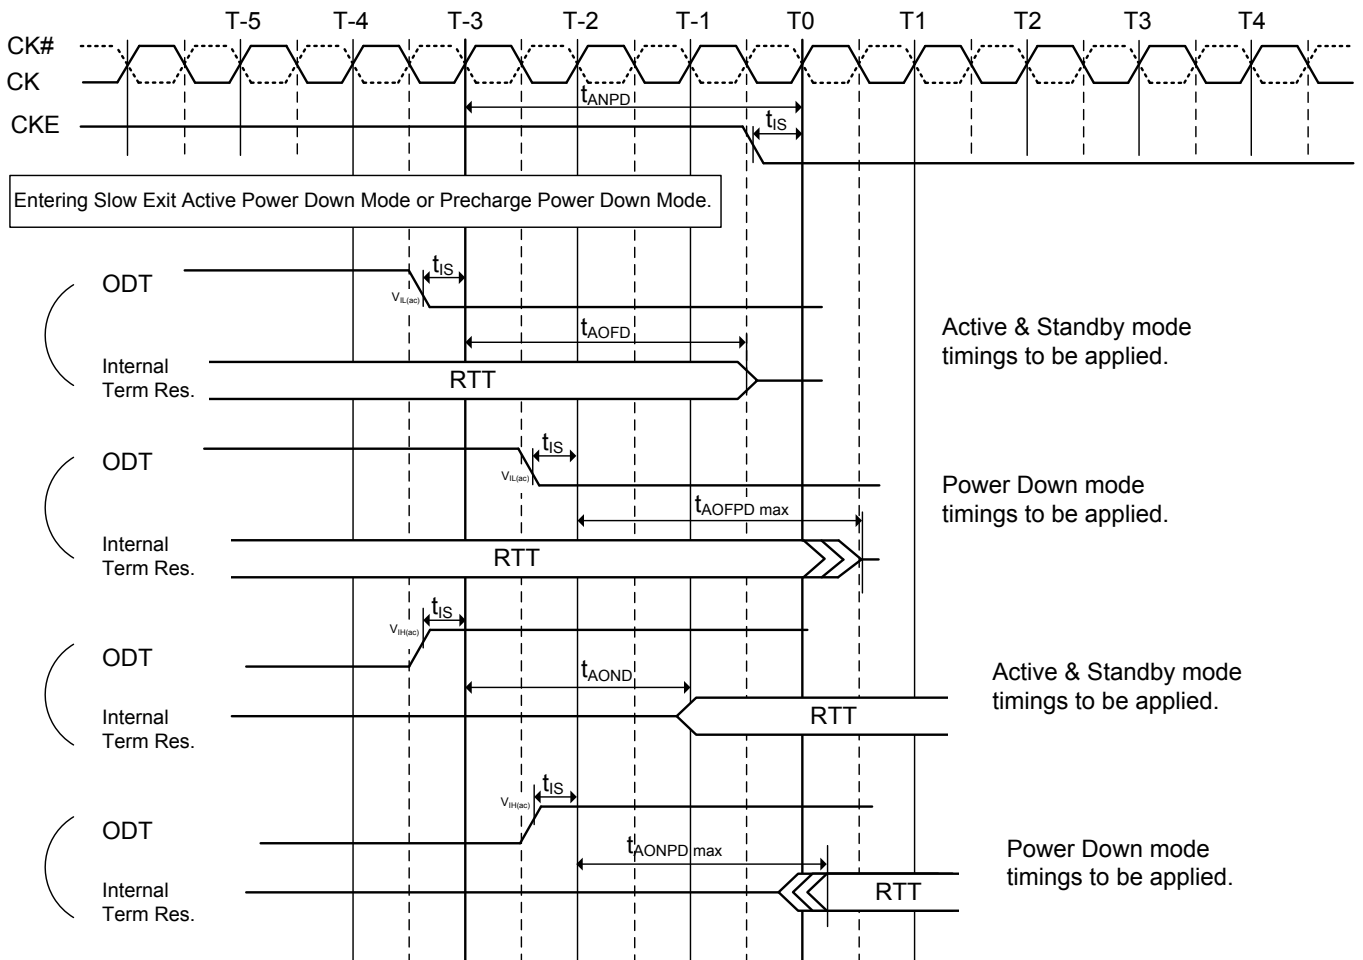 T-5 T-4 T-3 T-2 T-1 T0 T1 T2 T3 T4
CK#
CK
tANPD
CKE
tIS
Entering Slow Exit Active Power Down Mode or Precharge Power Down Mode.
ODT
tIS
VIL(ac)
tAOFD
Internal
Term Res.
RTT
Active & Standby mode
timings to be applied.
ODT
tIS
VIL(ac)
tAOFPD max
Internal
Term Res.
RTT
Power Down mode
timings to be applied.
ODT
tIS
VIH(ac)
tAOND
Internal
Term Res.
RTT
Active & Standby mode
timings to be applied.
ODT
tIS
VIH(ac)
tAONPD max
Internal
Term Res.
RTT
Power Down mode
timings to be applied.